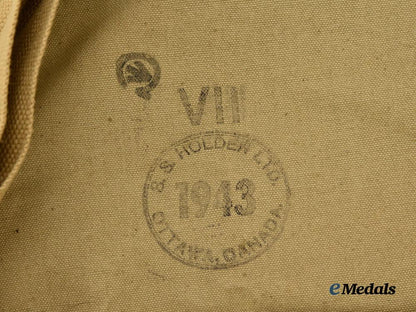 VII
S. S. HOLDEN LTD.
1943
OTTAWA, CANADA.
eMedals